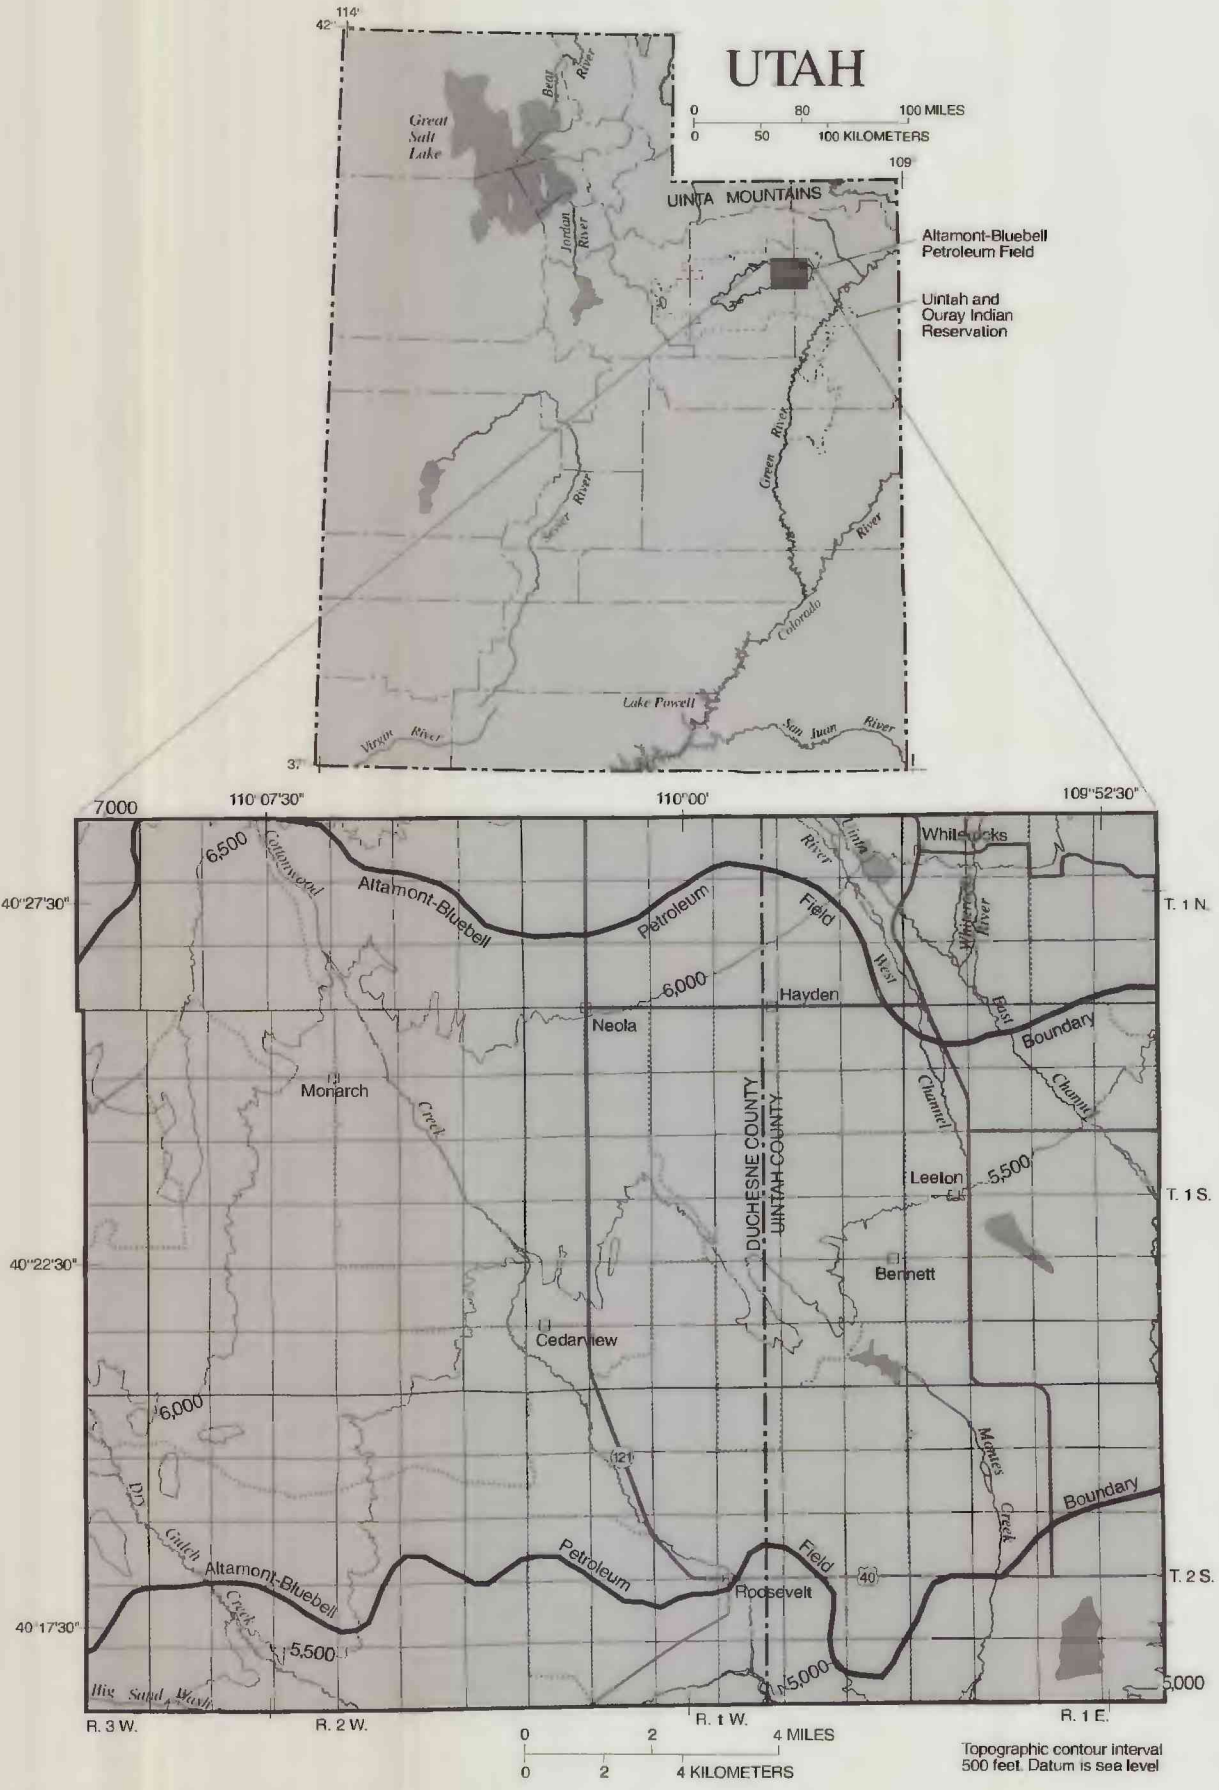 114°
42°
UTAH
0 80 100 MILES
0 50 100 KILOMETERS
109
Bear
River
Great
Salt
Lake
UINTA MOUNTAINS
Jordan
River
Altamont-Bluebell
Petroleum Field
Uintah and
Ouray Indian
Reservation
Green River
Sevier River
River
Colorado
Lake Powell
San Juan River
Virgin River
37°
7,000
110°07'30"
110°00'
109°52'30"
6,500
Cottonwood
Uinta
River
Whiterocks
40°27'30"
Altamont-Bluebell
Petroleum
Field
Whiterocks
River
T. 1 N.
West
6,000
Hayden
Neola
East
Boundary
Monarch
Creek
DUCHESNE COUNTY
UINTAH COUNTY
Channel
Channel
Leeton
5,500
T. 1 S.
40°22'30"
Bennett
Cedarview
6,000
121
Montes
Creek
Boundary
Dry
Gulch
Creek
Altamont-Bluebell
Petroleum
Field
40
Roosevelt
T. 2 S.
40°17'30"
5,500
5,000
5,000
Big Sand Wash
R. 3 W.
R. 2 W.
R. 1 W.
R. 1 E.
0 2 4 MILES
0 2 4 KILOMETERS
Topographic contour interval
500 feet. Datum is sea level